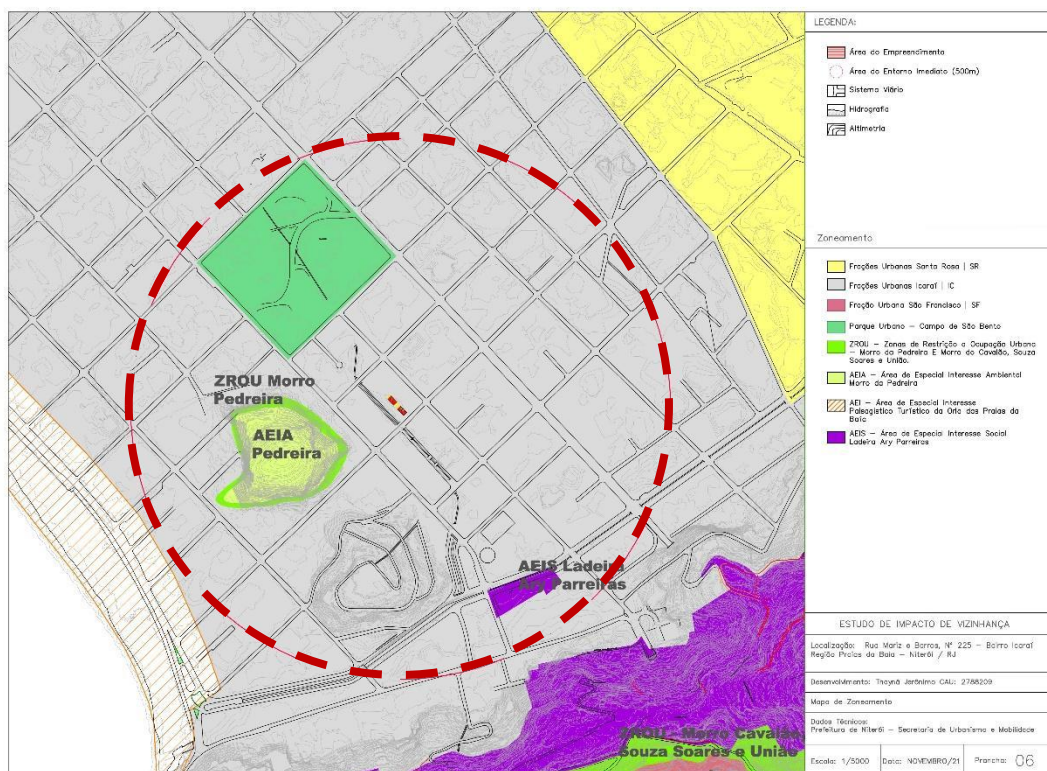 ZROU Morro
Pedreira
AEIA
Pedreira
AEIS Ladeira
Ary Parreiras
ZROU - Morro Cavalão,
Souza Soares e União
LEGENDA:
Área do Empreendimento
Área do Entorno Imediato (500m)
Sistema Viário
Hidrografia
Altimetria
Zoneamento
Frações Urbanas Santa Rosa | SR
Frações Urbanas Icaraí | IC
Fração Urbana São Francisco | SF
Parque Urbano – Campo de São Bento
ZROU – Zonas de Restrição a Ocupação Urbana
– Morro da Pedreira E Morro do Cavalão, Souza
Soares e União.
AEIA – Área de Especial Interesse Ambiental
Morro da Pedreira
AEI – Área de Especial Interesse
Paisagístico Turístico da Orla das Praias da
Baía
AEIS – Área de Especial Interesse Social
Ladeira Ary Parreiras
ESTUDO DE IMPACTO DE VIZINHANÇA
Localização: Rua Mariz e Barros, Nº 225 – Bairro Icaraí
Região Praias da Baía – Niterói / RJ
Desenvolvimento: Thayná Jerônimo CAU: 2788209
Mapa de Zoneamento
Dados Técnicos:
Prefeitura de Niterói – Secretaria de Urbanismo e Mobilidade
Escala: 1/5000
Data: NOVEMBRO/21
Prancha: 06